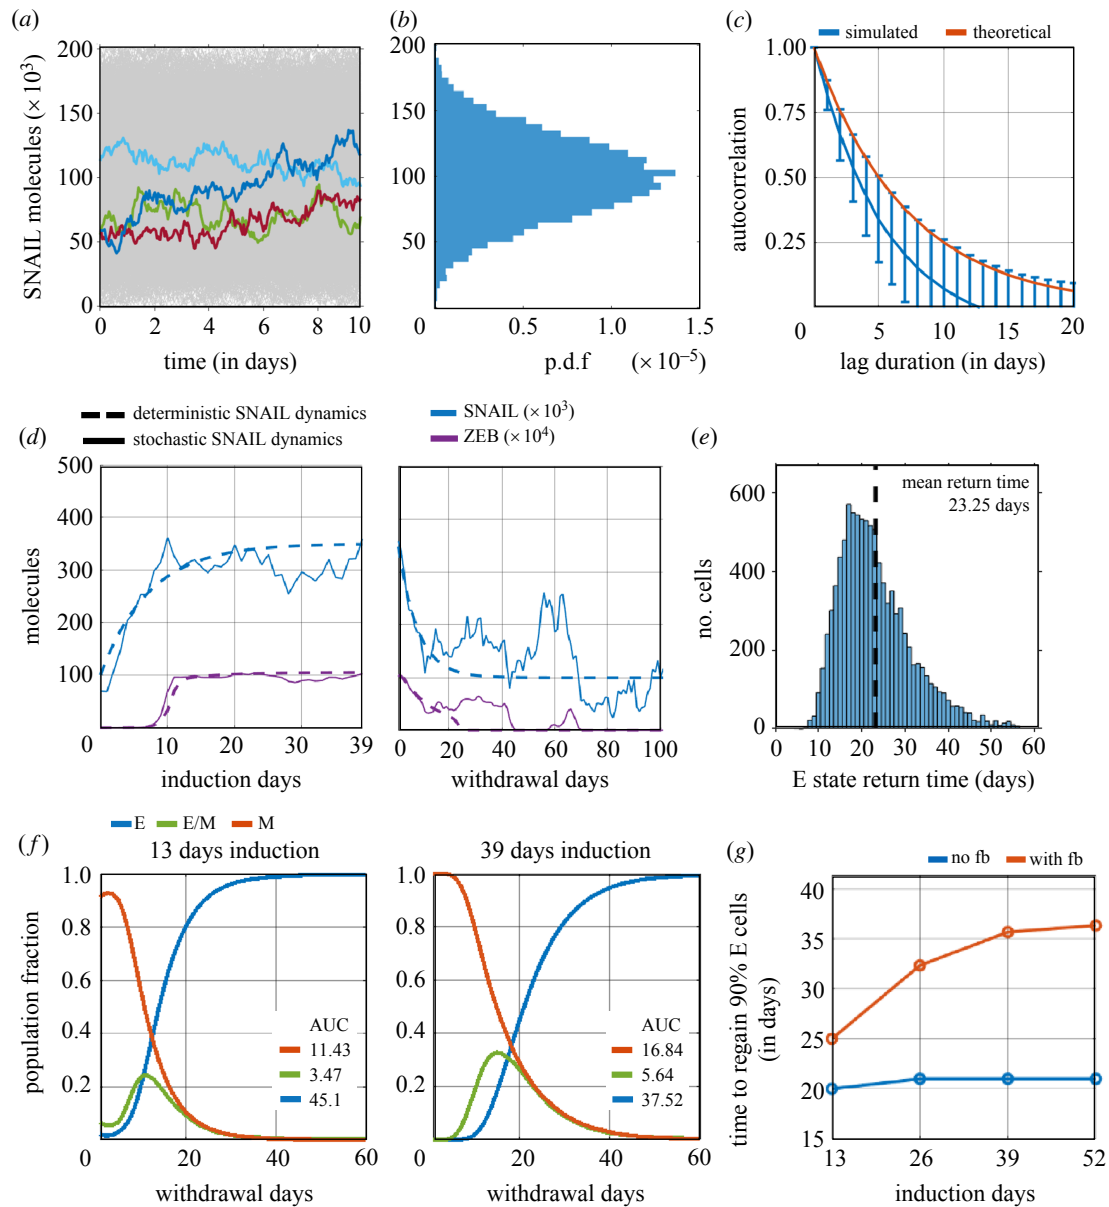 (a)
200
150
100
50
0
SNAIL molecules (× 10³)
0 2 4 6 8 10
time (in days)
(b)
200
150
100
50
0
0 0.5 1.0 1.5
p.d.f (× 10⁻⁵)
(c)
simulated theoretical
1.00
0.75
0.50
0.25
autocorrelation
0 5 10 15 20
lag duration (in days)
deterministic SNAIL dynamics
stochastic SNAIL dynamics
SNAIL (× 10³)
ZEB (× 10⁴)
(d)
500
400
300
200
100
0
molecules
10 20 30 39
induction days
0 20 40 60 80 100
withdrawal days
(e)
mean return time
23.25 days
600
400
200
0
no. cells
0 10 20 30 40 50 60
E state return time (days)
E E/M M
(f)
13 days induction
1.0
0.8
0.6
0.4
0.2
population fraction
AUC
11.43
3.47
45.1
0 20 40 60
withdrawal days
39 days induction
1.0
0.8
0.6
0.4
0.2
AUC
16.84
5.64
37.52
0 20 40 60
withdrawal days
(g)
no fb with fb
40
35
30
25
20
15
time to regain 90% E cells
(in days)
13 26 39 52
induction days